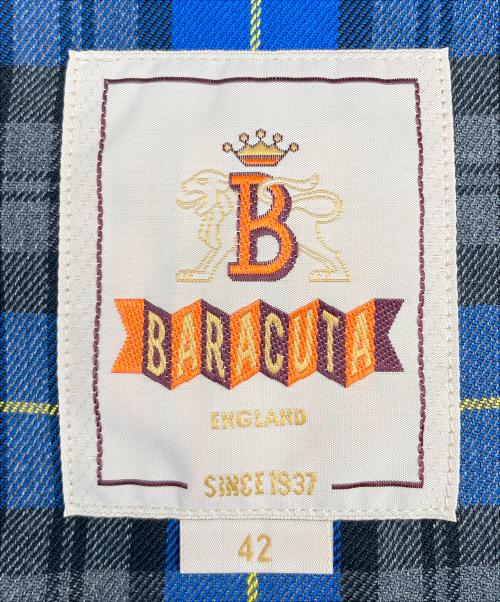 B
BARACUTA
ENGLAND
SINCE 1937
42